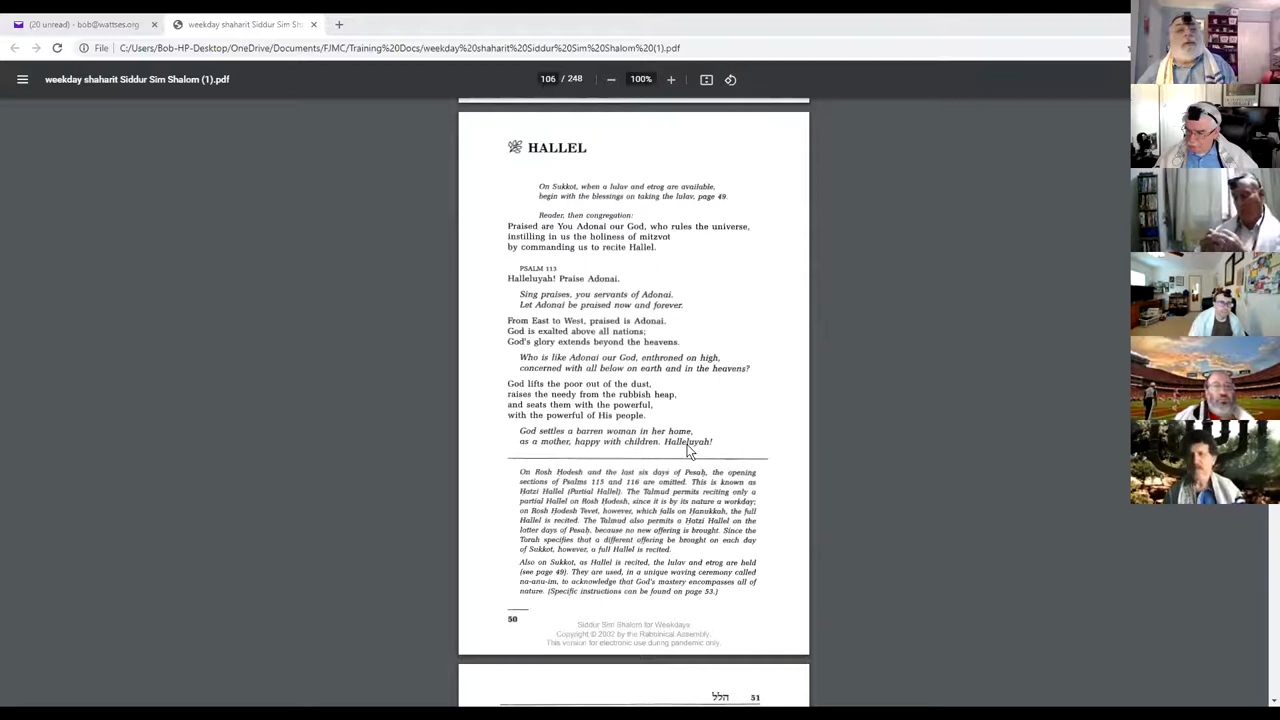 (20 unread) - bob@wattses.org
weekday shaharit Siddur Sim Sh
File C:/Users/Bob-HP-Desktop/OneDrive/Documents/FJMC/Training%20Docs/weekday%20shaharit%20Siddur%20Sim%20Shalom%20(1).pdf
weekday shaharit Siddur Sim Shalom (1).pdf
106 / 248
100%
HALLEL
On Sukkot, when a lulav and etrog are available,
begin with the blessings on taking the lulav, page 49.
Reader, then congregation:
Praised are You Adonai our God, who rules the universe,
instilling in us the holiness of mitzvot
by commanding us to recite Hallel.
PSALM 113
Halleluyah! Praise Adonai.
Sing praises, you servants of Adonai.
Let Adonai be praised now and forever.
From East to West, praised is Adonai.
God is exalted above all nations;
God's glory extends beyond the heavens.
Who is like Adonai our God, enthroned on high,
concerned with all below on earth and in the heavens?
God lifts the poor out of the dust,
raises the needy from the rubbish heap,
and seats them with the powerful,
with the powerful of His people.
God settles a barren woman in her home,
as a mother, happy with children. Halleluyah!
On Rosh Ḥodesh and the last six days of Pesaḥ, the opening
sections of Psalms 115 and 116 are omitted. This is known as
Ḥatzi Hallel (Partial Hallel). The Talmud permits reciting only a
partial Hallel on Rosh Ḥodesh, since it is by its nature a workday;
on Rosh Ḥodesh Tevet, however, which falls on Ḥanukkah, the full
Hallel is recited. The Talmud also permits a Ḥatzi Hallel on the
latter days of Pesaḥ, because no new offering is brought. Since the
Torah specifies that a different offering be brought on each day
of Sukkot, however, a full Hallel is recited.
Also on Sukkot, as Hallel is recited, the lulav and etrog are held
(see page 49). They are used, in a unique waving ceremony called
na-anu-im, to acknowledge that God's mastery encompasses all of
nature. (Specific instructions can be found on page 53.)
50
Siddur Sim Shalom for Weekdays
Copyright © 2002 by the Rabbinical Assembly.
This version for electronic use during pandemic only.
הלל 51